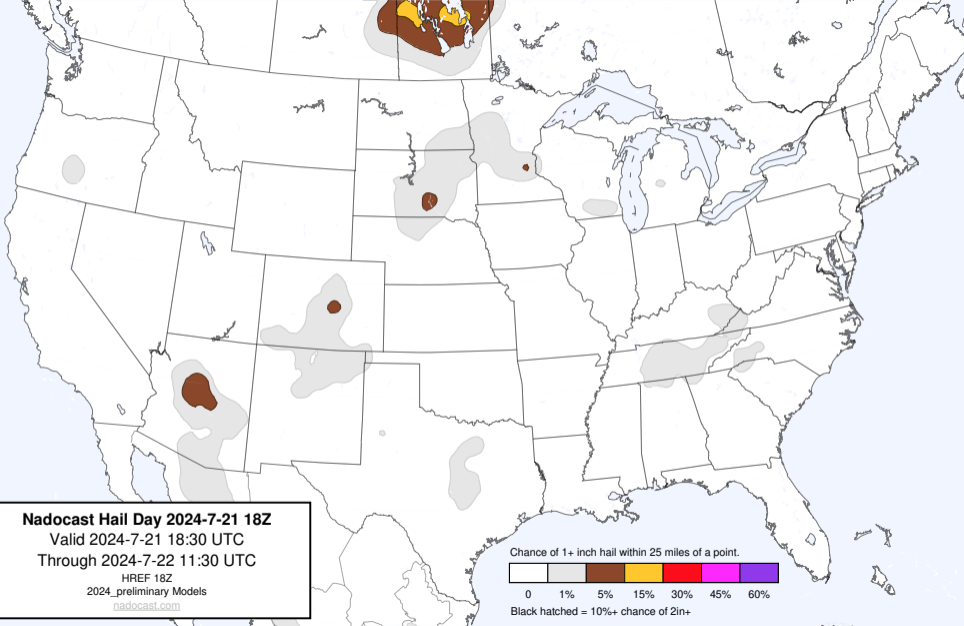 Nadocast Hail Day 2024-7-21 18Z
Valid 2024-7-21 18:30 UTC
Through 2024-7-22 11:30 UTC
HREF 18Z
2024_preliminary Models
nadocast.com
Chance of 1+ inch hail within 25 miles of a point.
0 1% 5% 15% 30% 45% 60%
Black hatched = 10%+ chance of 2in+